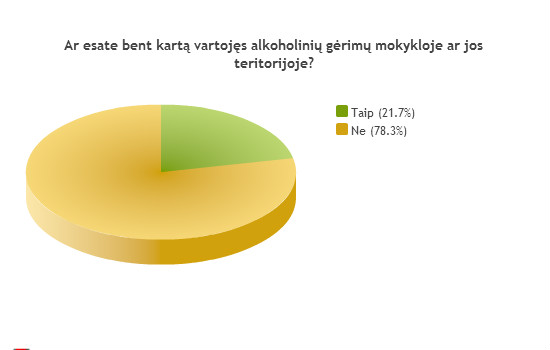 Ar esate bent kartą vartojęs alkoholinių gėrimų mokykloje ar jos
teritorijoje?
Taip (21.7%)
Ne (78.3%)